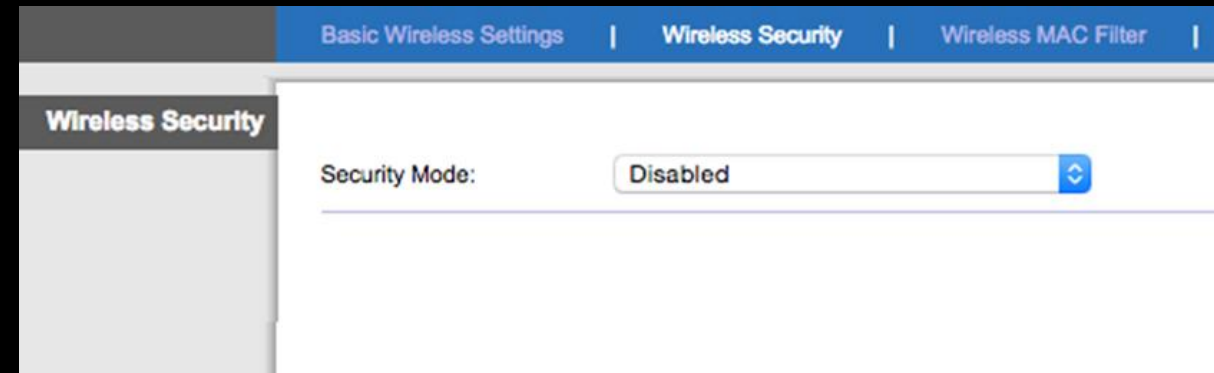 Basic Wireless Settings | Wireless Security | Wireless MAC Filter |
Wireless Security
Security Mode: Disabled